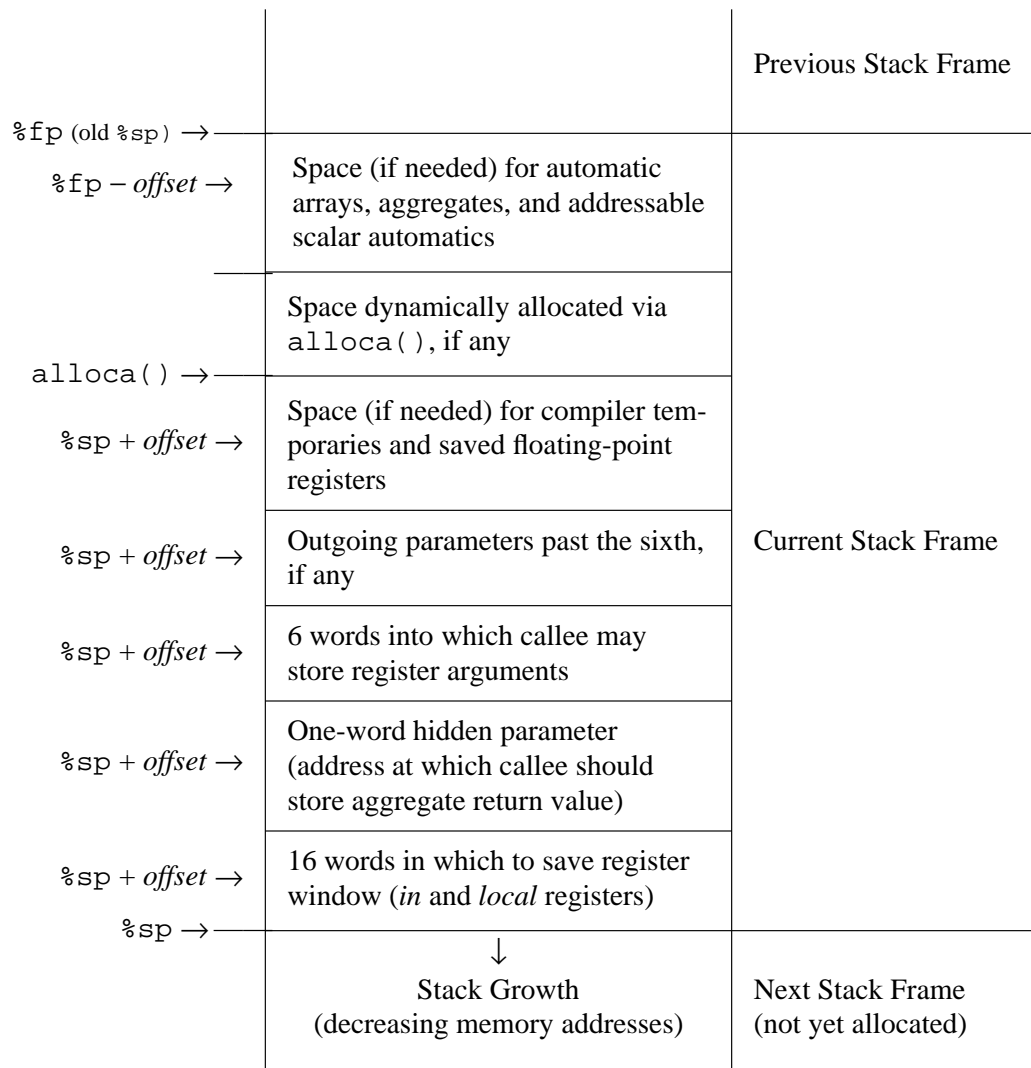 Previous Stack Frame
%fp (old %sp) →
%fp − offset →
Space (if needed) for automatic
arrays, aggregates, and addressable
scalar automatics
Space dynamically allocated via
alloca(), if any
alloca() →
Space (if needed) for compiler tem-
poraries and saved floating-point
registers
%sp + offset →
Outgoing parameters past the sixth,
if any
%sp + offset →
Current Stack Frame
6 words into which callee may
store register arguments
%sp + offset →
One-word hidden parameter
(address at which callee should
store aggregate return value)
%sp + offset →
16 words in which to save register
window (in and local registers)
%sp + offset →
%sp →
↓
Stack Growth
(decreasing memory addresses)
Next Stack Frame
(not yet allocated)